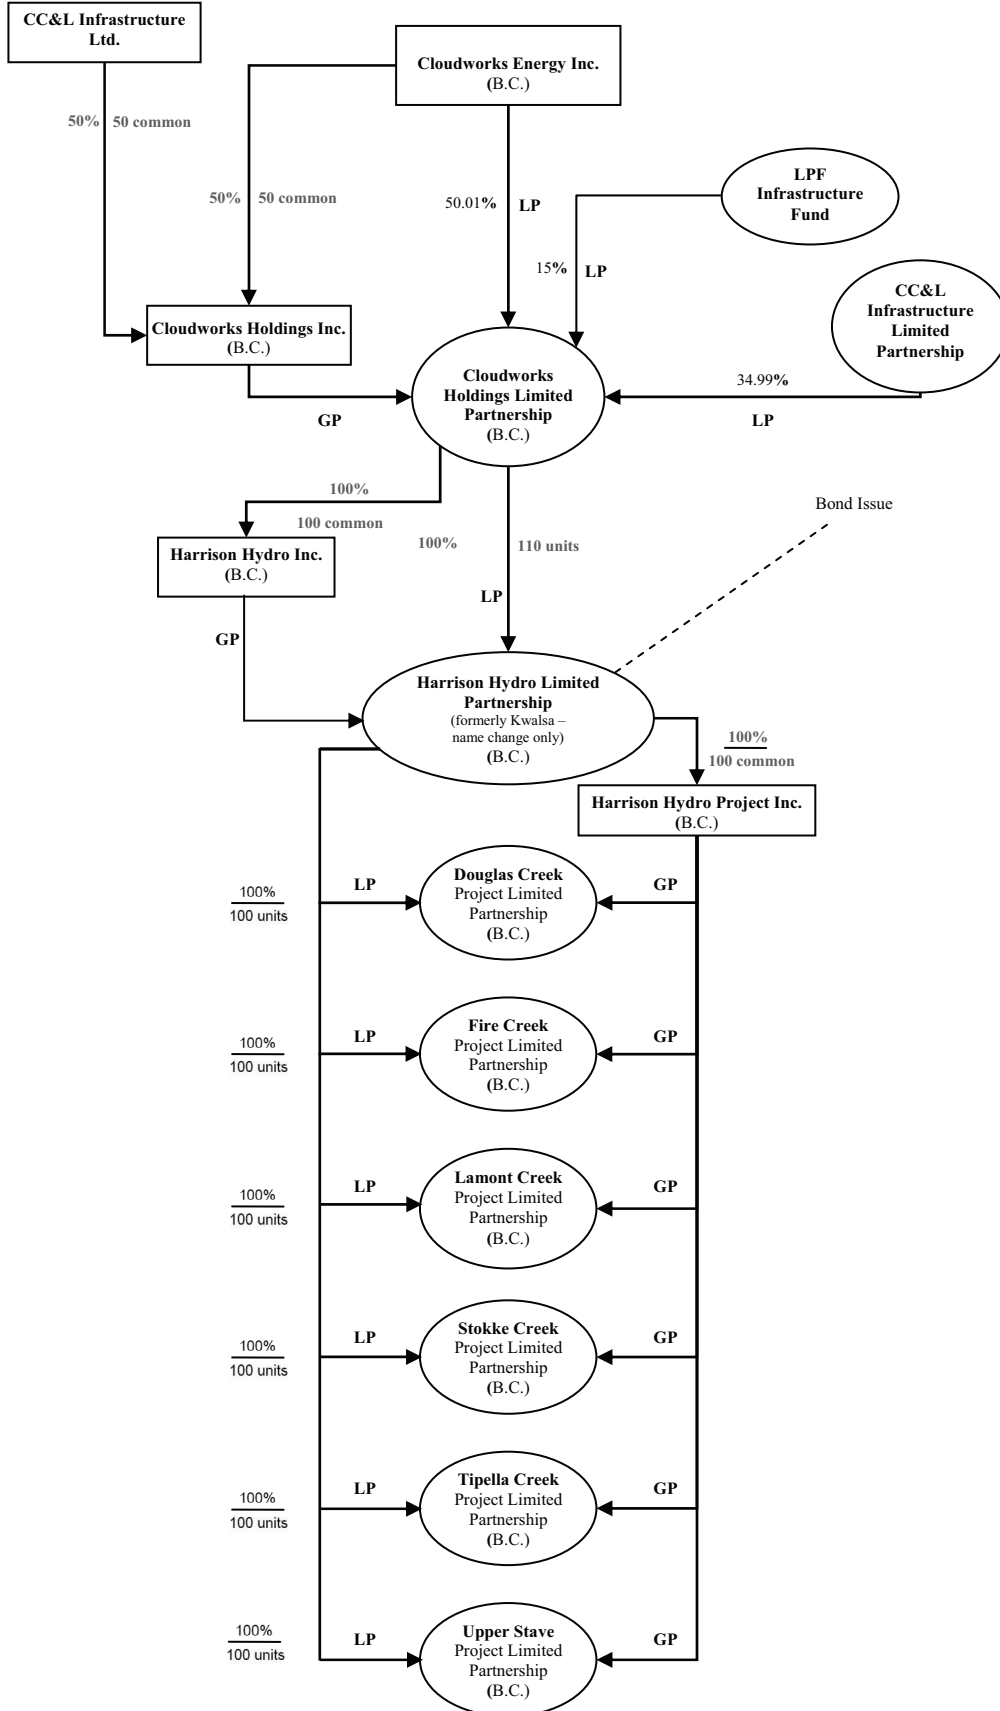 CC&L Infrastructure
Ltd.
Cloudworks Energy Inc.
(B.C.)
50% 50 common
LPF
Infrastructure
Fund
50% 50 common
50.01% LP
15% LP
CC&L
Infrastructure
Limited
Partnership
Cloudworks Holdings Inc.
(B.C.)
Cloudworks
Holdings Limited
Partnership
(B.C.)
34.99%
GP
LP
100%
100 common
Bond Issue
100% 110 units
Harrison Hydro Inc.
(B.C.)
LP
GP
Harrison Hydro Limited
Partnership
(formerly Kwalsa –
name change only)
(B.C.)
100%
100 common
Harrison Hydro Project Inc.
(B.C.)
100%
100 units
LP
Douglas Creek
Project Limited
Partnership
(B.C.)
GP
100%
100 units
LP
Fire Creek
Project Limited
Partnership
(B.C.)
GP
100%
100 units
LP
Lamont Creek
Project Limited
Partnership
(B.C.)
GP
100%
100 units
LP
Stokke Creek
Project Limited
Partnership
(B.C.)
GP
100%
100 units
LP
Tipella Creek
Project Limited
Partnership
(B.C.)
GP
100%
100 units
LP
Upper Stave
Project Limited
Partnership
(B.C.)
GP